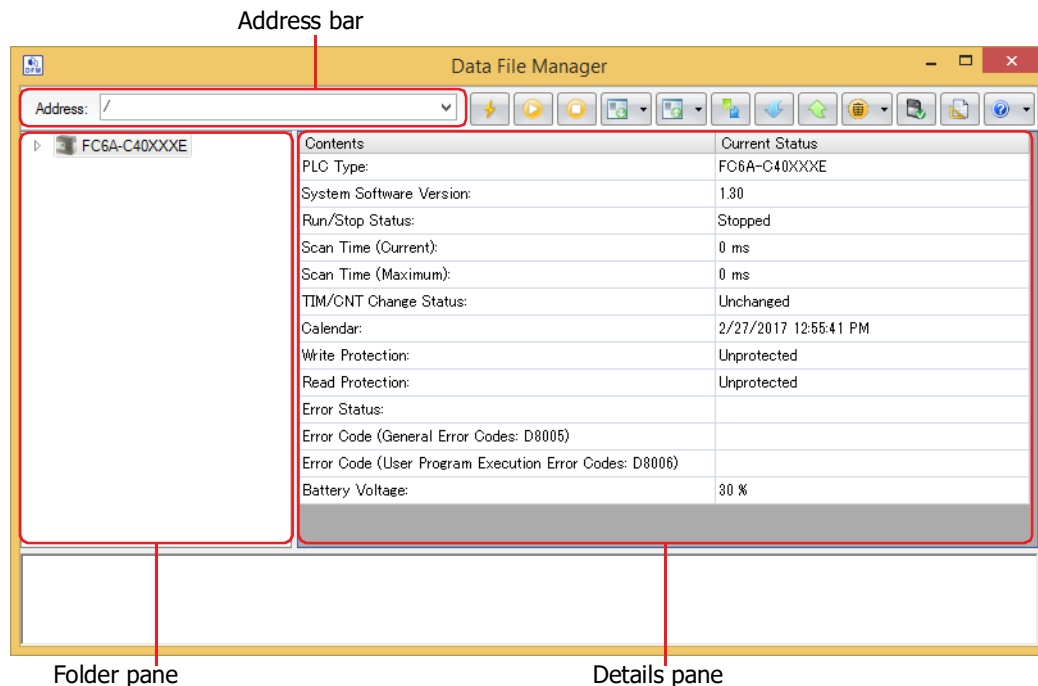 Address bar
DFM
Data File Manager
Address: /
FC6A-C40XXXE
Contents Current Status
PLC Type: FC6A-C40XXXE
System Software Version: 1.30
Run/Stop Status: Stopped
Scan Time (Current): 0 ms
Scan Time (Maximum): 0 ms
TIM/CNT Change Status: Unchanged
Calendar: 2/27/2017 12:55:41 PM
Write Protection: Unprotected
Read Protection: Unprotected
Error Status:
Error Code (General Error Codes: D8005)
Error Code (User Program Execution Error Codes: D8006)
Battery Voltage: 30 %
Folder pane Details pane